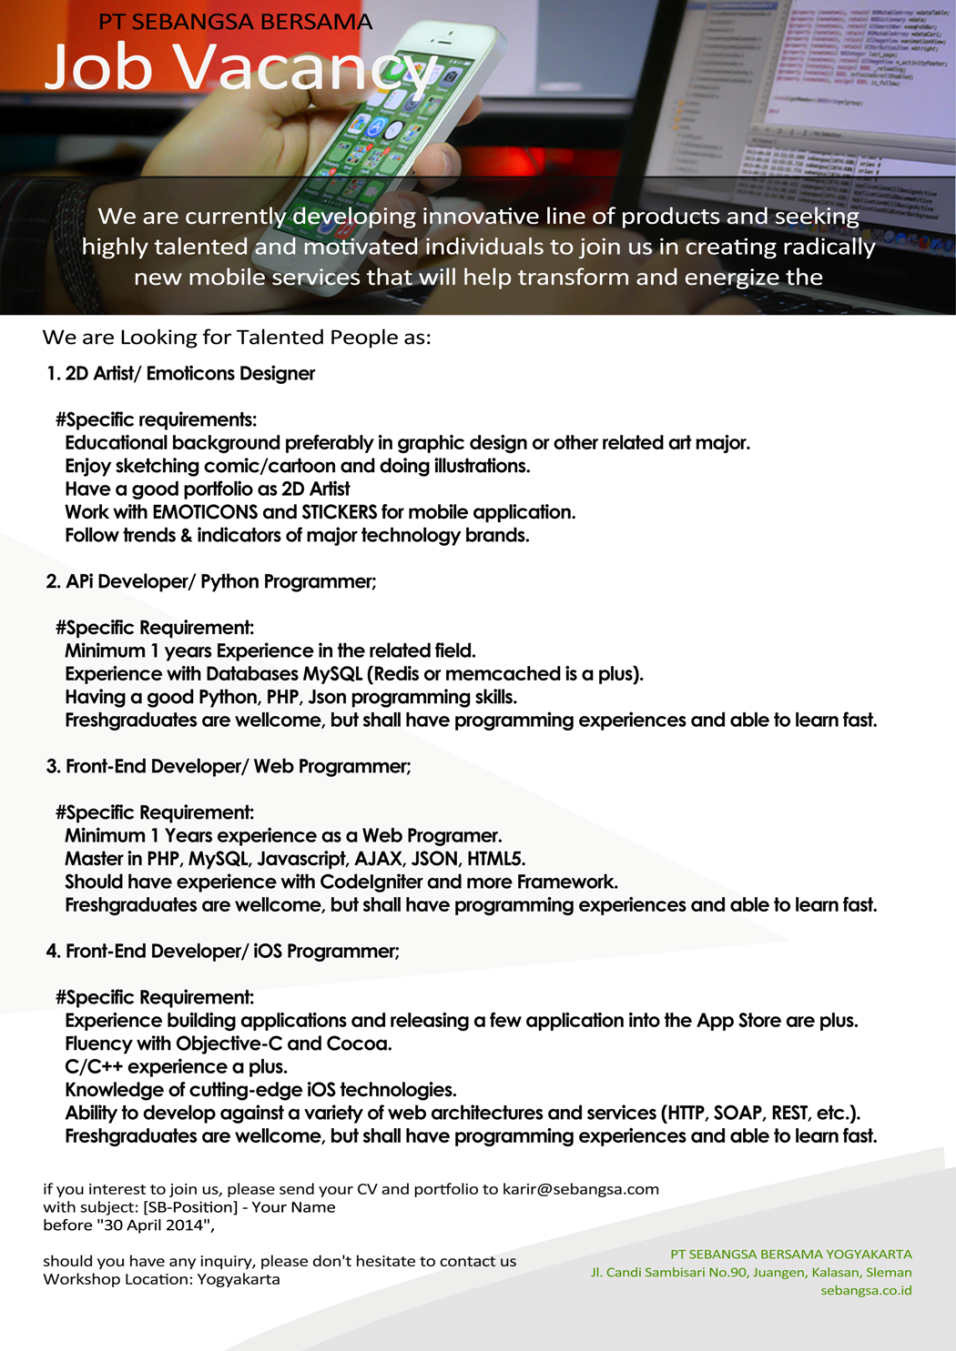 PT SEBANGSA BERSAMA
Job Vacancy
We are currently developing innovative line of products and seeking
highly talented and motivated individuals to join us in creating radically
new mobile services that will help transform and energize the
We are Looking for Talented People as:
1. 2D Artist/ Emoticons Designer
#Specific requirements:
Educational background preferably in graphic design or other related art major.
Enjoy sketching comic/cartoon and doing illustrations.
Have a good portfolio as 2D Artist
Work with EMOTICONS and STICKERS for mobile application.
Follow trends & indicators of major technology brands.
2. APi Developer/ Python Programmer;
#Specific Requirement:
Minimum 1 years Experience in the related field.
Experience with Databases MySQL (Redis or memcached is a plus).
Having a good Python, PHP, Json programming skills.
Freshgraduates are wellcome, but shall have programming experiences and able to learn fast.
3. Front-End Developer/ Web Programmer;
#Specific Requirement:
Minimum 1 Years experience as a Web Programer.
Master in PHP, MySQL, Javascript, AJAX, JSON, HTML5.
Should have experience with CodeIgniter and more Framework.
Freshgraduates are wellcome, but shall have programming experiences and able to learn fast.
4. Front-End Developer/ iOS Programmer;
#Specific Requirement:
Experience building applications and releasing a few application into the App Store are plus.
Fluency with Objective-C and Cocoa.
C/C++ experience a plus.
Knowledge of cutting-edge iOS technologies.
Ability to develop against a variety of web architectures and services (HTTP, SOAP, REST, etc.).
Freshgraduates are wellcome, but shall have programming experiences and able to learn fast.
if you interest to join us, please send your CV and portfolio to karir@sebangsa.com
with subject: [SB-Position] - Your Name
before "30 April 2014",
should you have any inquiry, please don't hesitate to contact us
Workshop Location: Yogyakarta
PT SEBANGSA BERSAMA YOGYAKARTA
Jl. Candi Sambisari No.90, Juangen, Kalasan, Sleman
sebangsa.co.id